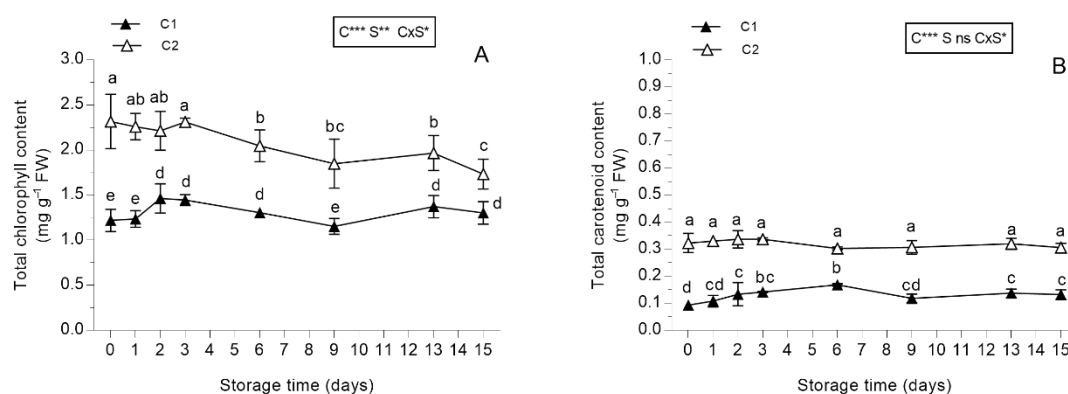 C1
C2
C*** S** CxS*
A
3.0
2.5
2.0
1.5
1.0
0.5
0.0
Total chlorophyll content
(mg g⁻¹ FW)
a
ab
ab
a
b
bc
b
c
e
e
d
d
d
e
d
d
0 1 2 3 4 5 6 7 8 9 10 11 12 13 14 15
Storage time (days)
C1
C2
C*** S ns CxS*
B
1.0
0.9
0.8
0.7
0.6
0.5
0.4
0.3
0.2
0.1
0.0
Total carotenoid content
(mg g⁻¹ FW)
a
a
a
a
a
a
a
a
d
cd
c
bc
b
cd
c
c
0 1 2 3 4 5 6 7 8 9 10 11 12 13 14 15
Storage time (days)